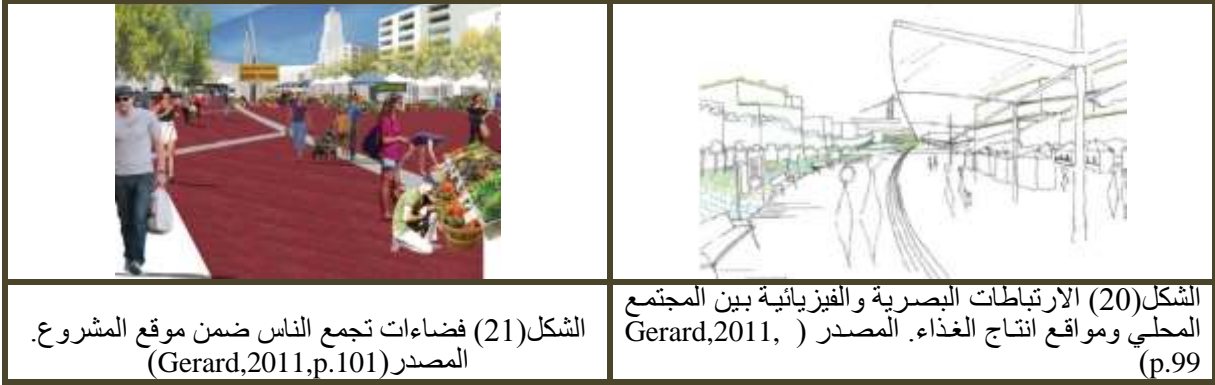 الشكل(20) الارتباطات البصرية والفيزيائية بين المجتمع
المحلي ومواقع انتاج الغذاء. المصدر ( Gerard,2011,
p.99)
الشكل(21) فضاءات تجمع الناس ضمن موقع المشروع.
المصدر(Gerard,2011,p.101)